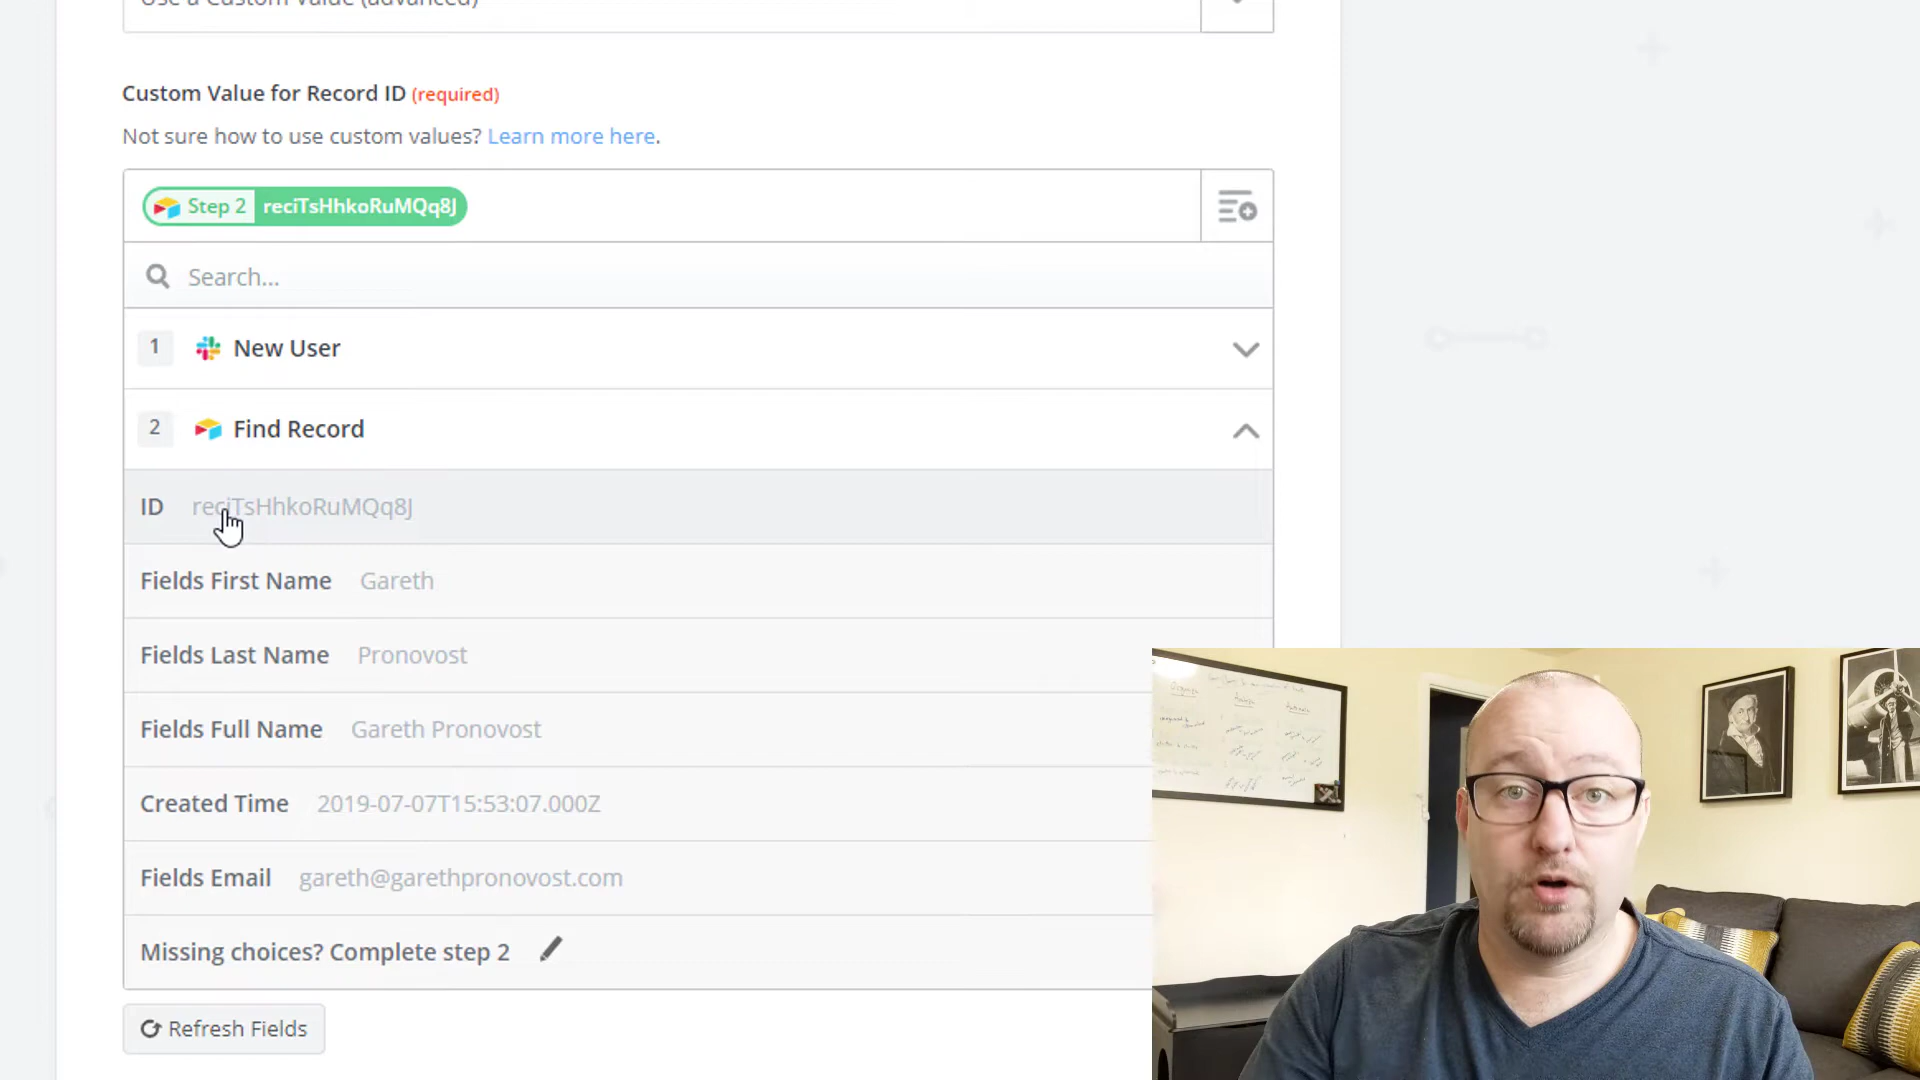 Use a Custom Value (advanced)
Custom Value for Record ID (required)
Not sure how to use custom values? Learn more here.
Step 2 reciTsHhkoRuMQq8J
Search...
1 New User
2 Find Record
ID reciTsHhkoRuMQq8J
Fields First Name Gareth
Fields Last Name Pronovost
Fields Full Name Gareth Pronovost
Created Time 2019-07-07T15:53:07.000Z
Fields Email gareth@garethpronovost.com
Missing choices? Complete step 2
Refresh Fields
Organize
Automate